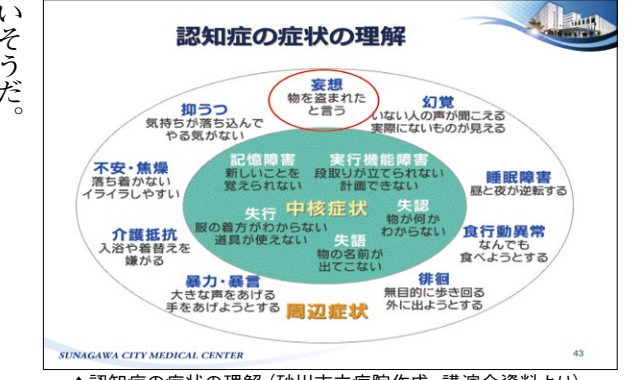 いそうだ。
認知症の症状の理解
妄想
物を盗まれた
と言う
抑うつ
気持ちが落ち込んで
やる気がない
幻覚
いない人の声が聞こえる
実際にないものが見える
不安・焦燥
落ち着かない
イライラしやすい
記憶障害
新しいことを
覚えられない
実行機能障害
段取りが立てられない
計画できない
睡眠障害
昼と夜が逆転する
中核症状
失行
服の着方がわからない
道具が使えない
失認
物が何か
わからない
失語
物の名前が
出てこない
介護抵抗
入浴や着替えを
嫌がる
食行動異常
なんでも
食べようとする
暴力・暴言
大きな声をあげる
手をあげようとする
周辺症状
徘徊
無目的に歩き回る
外に出ようとする
SUNAGAWA CITY MEDICAL CENTER
43
▲認知症の症状の理解（砂川市立病院作成・講演会資料より）